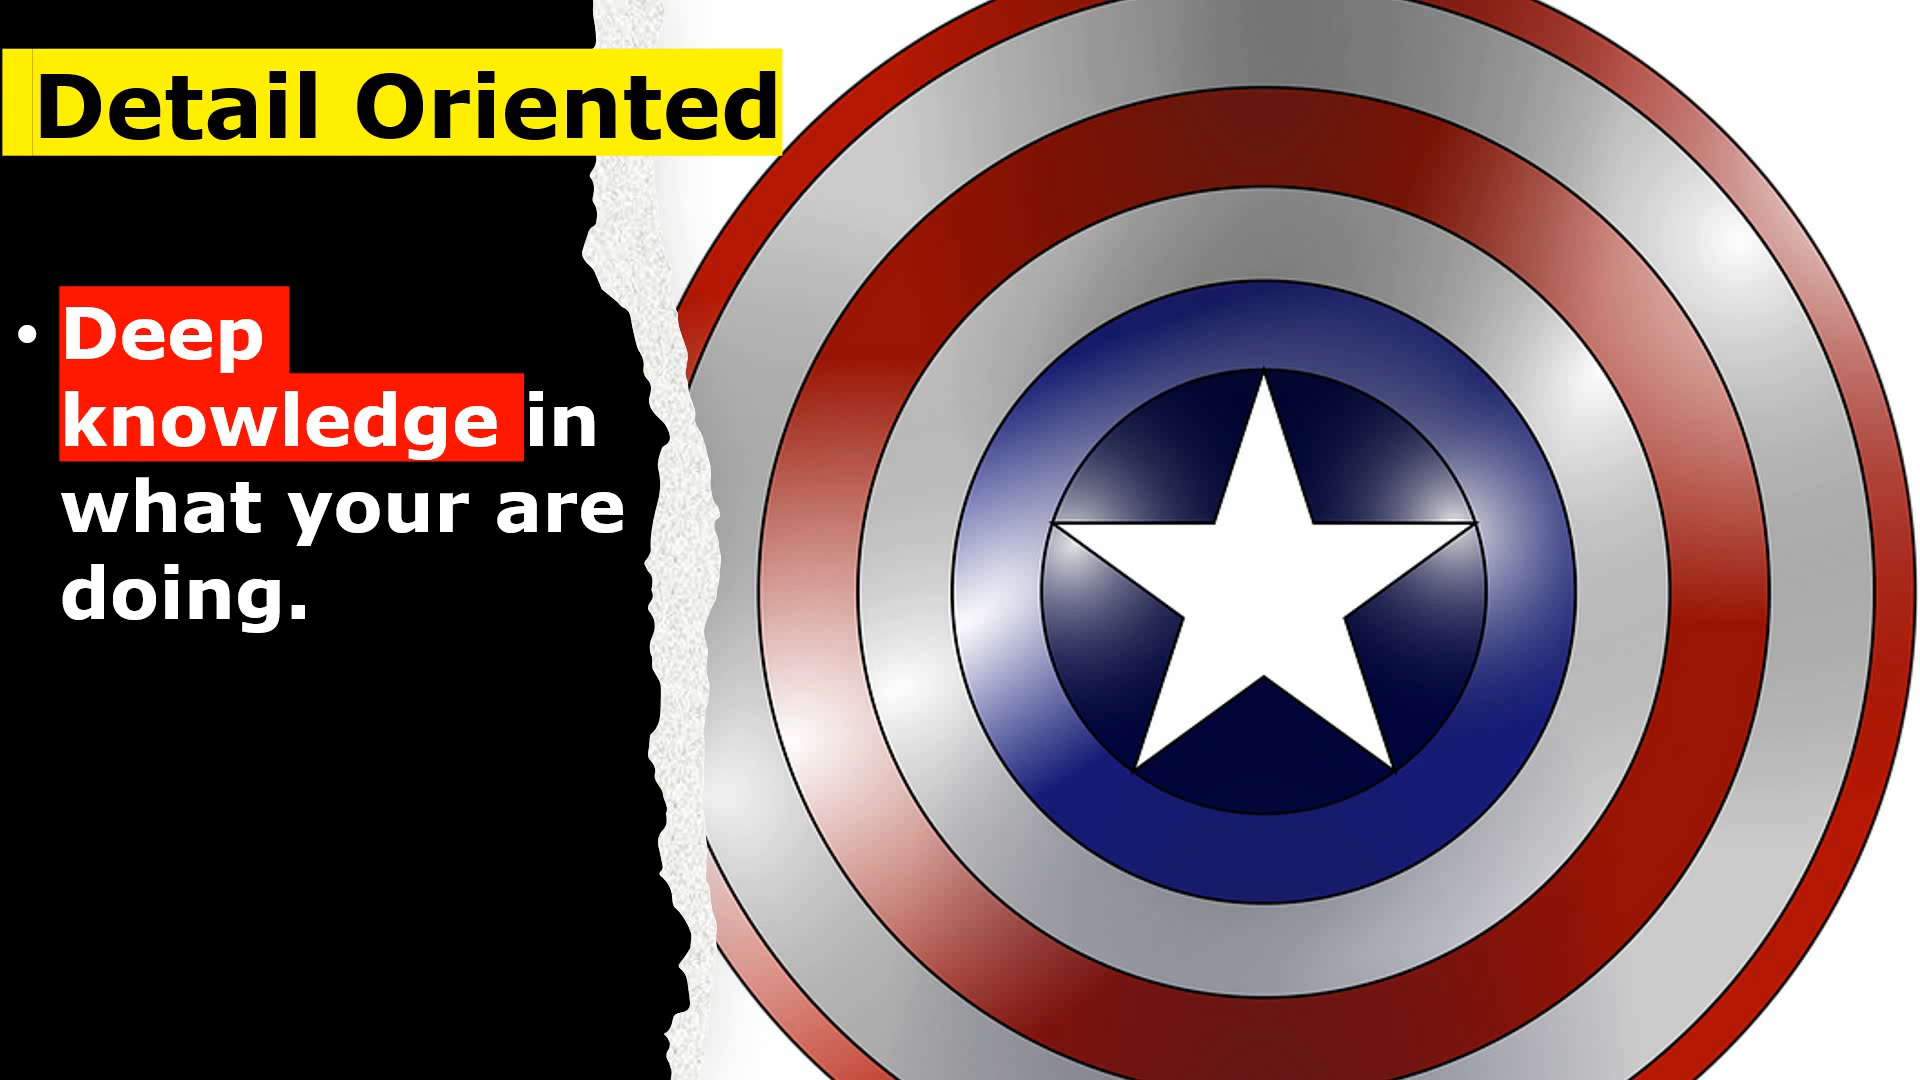 Detail Oriented
• Deep
knowledge in
what your are
doing.